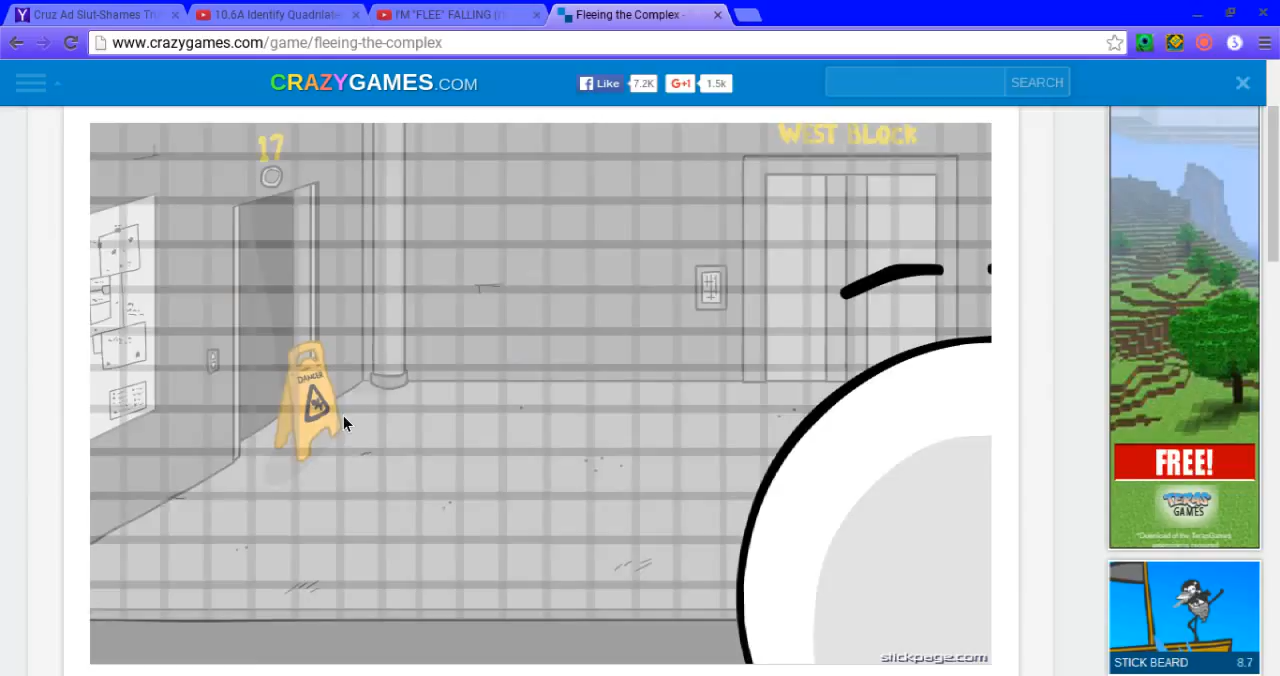 Cruz Ad Slut-Shames Tr
10.6A Identify Quadrilate
I'M "FLEE" FALLING (
Fleeing the Complex -
www.crazygames.com/game/fleeing-the-complex
CRAZYGAMES.COM
Like 7.2K
G+1 1.5k
SEARCH
17
WEST BLOCK
DANGER
stickpage.com
FREE!
TERAS GAMES
STICK BEARD 8.7